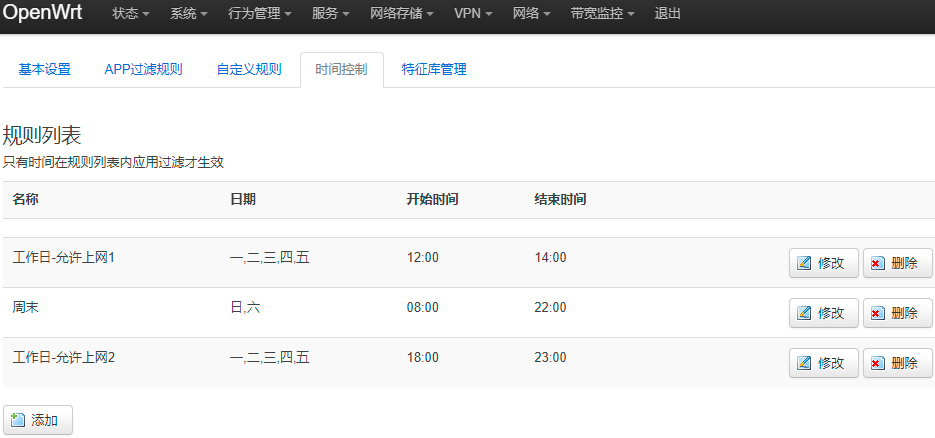 OpenWrt 状态 系统 行为管理 服务 网络存储 VPN 网络 带宽监控 退出
基本设置 APP过滤规则 自定义规则 时间控制 特征库管理
规则列表
只有时间在规则列表内应用过滤才生效
名称 日期 开始时间 结束时间
工作日-允许上网1 一,二,三,四,五 12:00 14:00 修改 删除
周末 日,六 08:00 22:00 修改 删除
工作日-允许上网2 一,二,三,四,五 18:00 23:00 修改 删除
添加